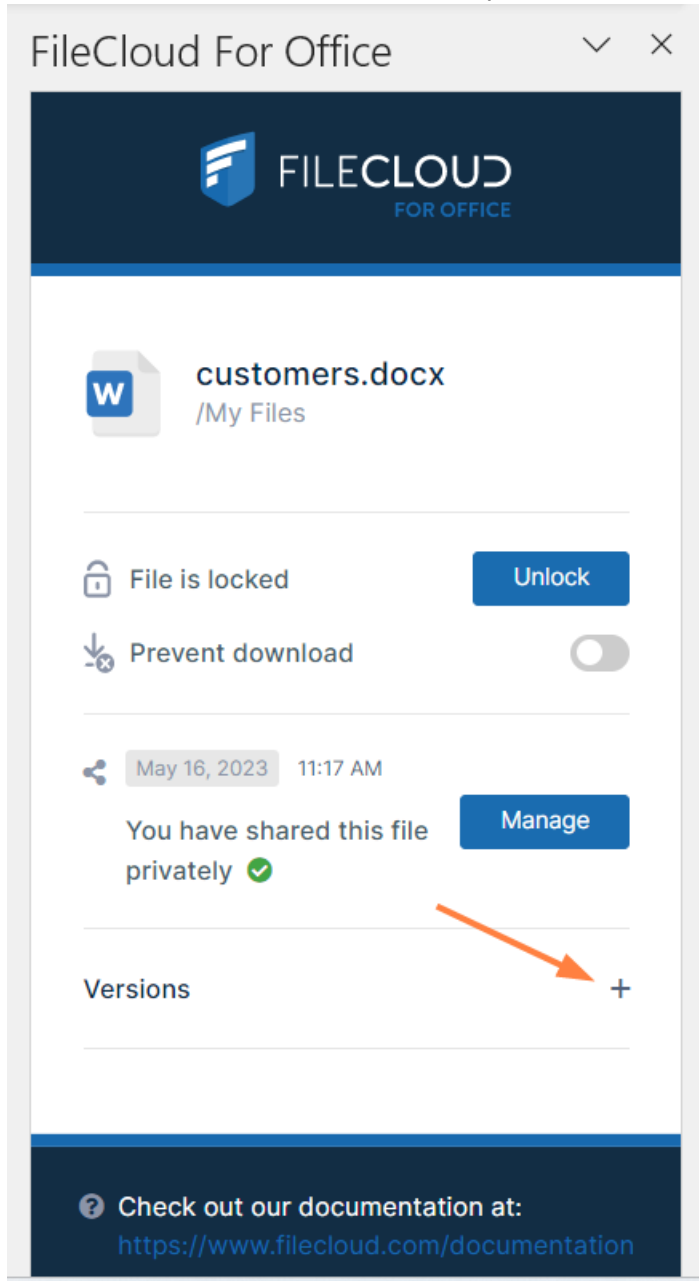 FileCloud For Office
FILECLOUD
FOR OFFICE
W
customers.docx
/My Files
File is locked
Unlock
Prevent download
May 16, 2023 11:17 AM
You have shared this file
privately
Manage
Versions
+
? Check out our documentation at:
https://www.filecloud.com/documentation